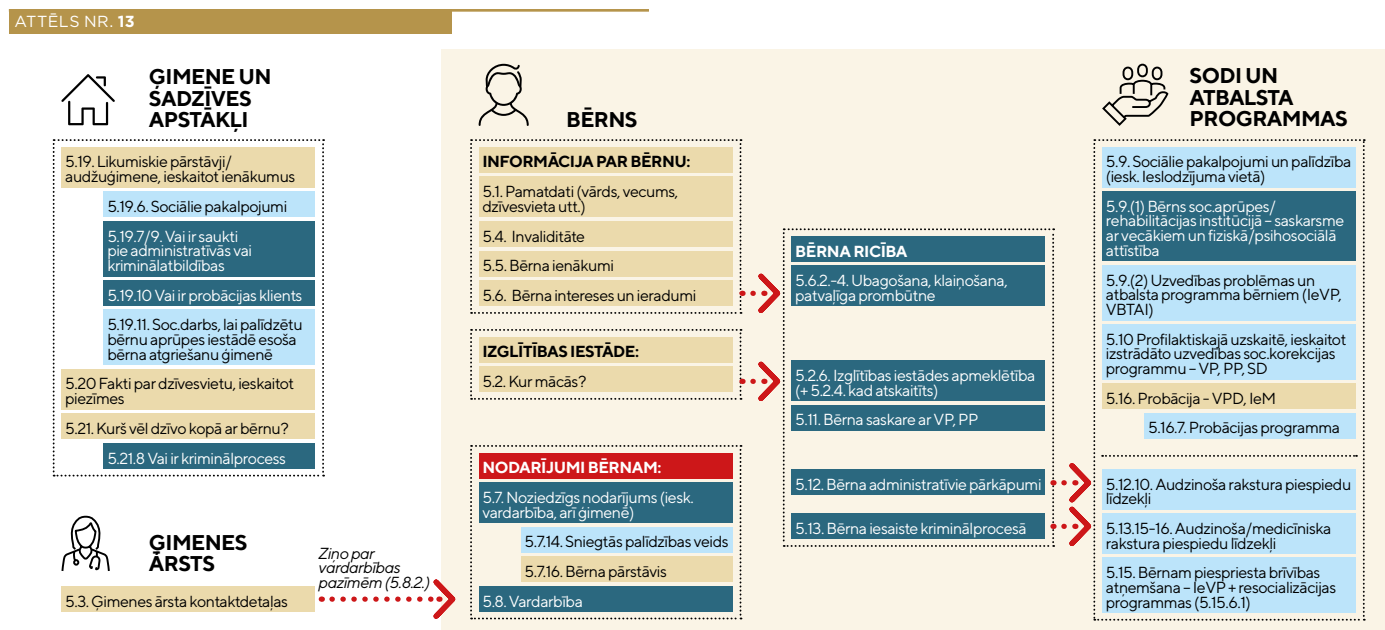 ATTĒLS NR. 13
ĢIMENE UN
SADZĪVES
APSTĀKĻI
5.19. Likumiskie pārstāvji/
audžuģimene, ieskaitot ienākumus
5.19.6. Sociālie pakalpojumi
5.19.7/9. Vai ir saukti
pie administratīvās vai
kriminālatbildības
5.19.10 Vai ir probācijas klients
5.19.11. Soc.darbs, lai palīdzētu
bērnu aprūpes iestādē esoša
bērna atgriešanu ģimenē
5.20 Fakti par dzīvesvietu, ieskaitot
piezīmes
5.21. Kurš vēl dzīvo kopā ar bērnu?
5.21.8 Vai ir kriminālprocess
ĢIMENES
ĀRSTS
5.3. Ģimenes ārsta kontaktdetaļas
Ziņo par
vardarbības
pazīmēm (5.8.2.)
BĒRNS
INFORMĀCIJA PAR BĒRNU:
5.1. Pamatdati (vārds, vecums,
dzīvesvieta utt.)
5.4. Invaliditāte
5.5. Bērna ienākumi
5.6. Bērna intereses un ieradumi
IZGLĪTĪBAS IESTĀDE:
5.2. Kur mācās?
NODARĪJUMI BĒRNAM:
5.7. Noziedzīgs nodarījums (iesk.
vardarbība, arī ģimenē)
5.7.14. Sniegtās palīdzības veids
5.7.16. Bērna pārstāvis
5.8. Vardarbība
BĒRNA RICĪBA
5.6.2.-4. Ubagošana, klaiņošana,
patvaļīga prombūtne
5.2.6. Izglītības iestādes apmeklētība
(+ 5.2.4. kad atskaitīts)
5.11. Bērna saskare ar VP, PP
5.12. Bērna administratīvie pārkāpumi
5.13. Bērna iesaiste kriminālprocesā
SODI UN
ATBALSTA
PROGRAMMAS
5.9. Sociālie pakalpojumi un palīdzība
(iesk. Ieslodzījuma vietā)
5.9.(1) Bērns soc.aprūpes/
rehabilitācijas institūcijā – saskarsme
ar vecākiem un fiziskā/psihosociālā
attīstība
5.9.(2) Uzvedības problēmas un
atbalsta programma bērniem (IeVP,
VBTAI)
5.10 Profilaktiskajā uzskaitē, ieskaitot
izstrādāto uzvedības soc.korekcijas
programmu – VP, PP, SD
5.16. Probācija - VPD, IeM
5.16.7. Probācijas programma
5.12.10. Audzinoša rakstura piespiedu
līdzekļi
5.13.15-16. Audzinoša/medicīniska
rakstura piespiedu līdzekļi
5.15. Bērnam piespriesta brīvības
atņemšana – IeVP + resocializācijas
programmas (5.15.6.1)